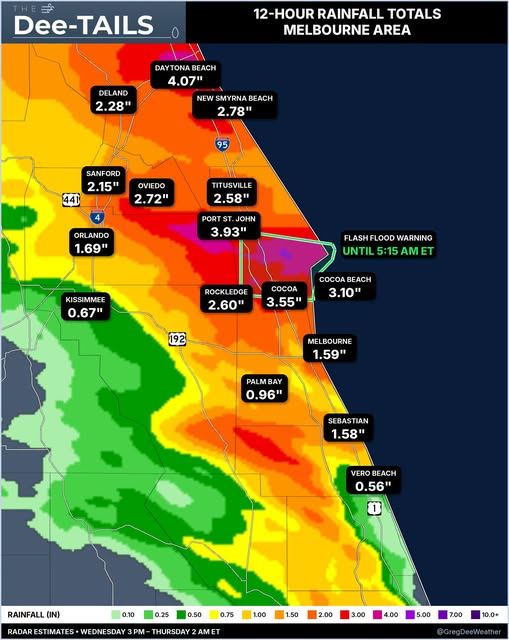 THE
Dee-TAILS
12-HOUR RAINFALL TOTALS
MELBOURNE AREA
DAYTONA BEACH
4.07"
DELAND
2.28"
NEW SMYRNA BEACH
2.78"
95
SANFORD
2.15"
OVIEDO
2.72"
TITUSVILLE
2.58"
441
4
PORT ST. JOHN
3.93"
ORLANDO
1.69"
FLASH FLOOD WARNING
UNTIL 5:15 AM ET
COCOA BEACH
3.10"
ROCKLEDGE
2.60"
COCOA
3.55"
KISSIMMEE
0.67"
192
MELBOURNE
1.59"
PALM BAY
0.96"
SEBASTIAN
1.58"
VERO BEACH
0.56"
1
RAINFALL (IN) 0.10 0.25 0.50 0.75 1.00 1.50 2.00 3.00 4.00 5.00 7.00 10.0+
RADAR ESTIMATES • WEDNESDAY 3 PM – THURSDAY 2 AM ET
@GregDeeWeather